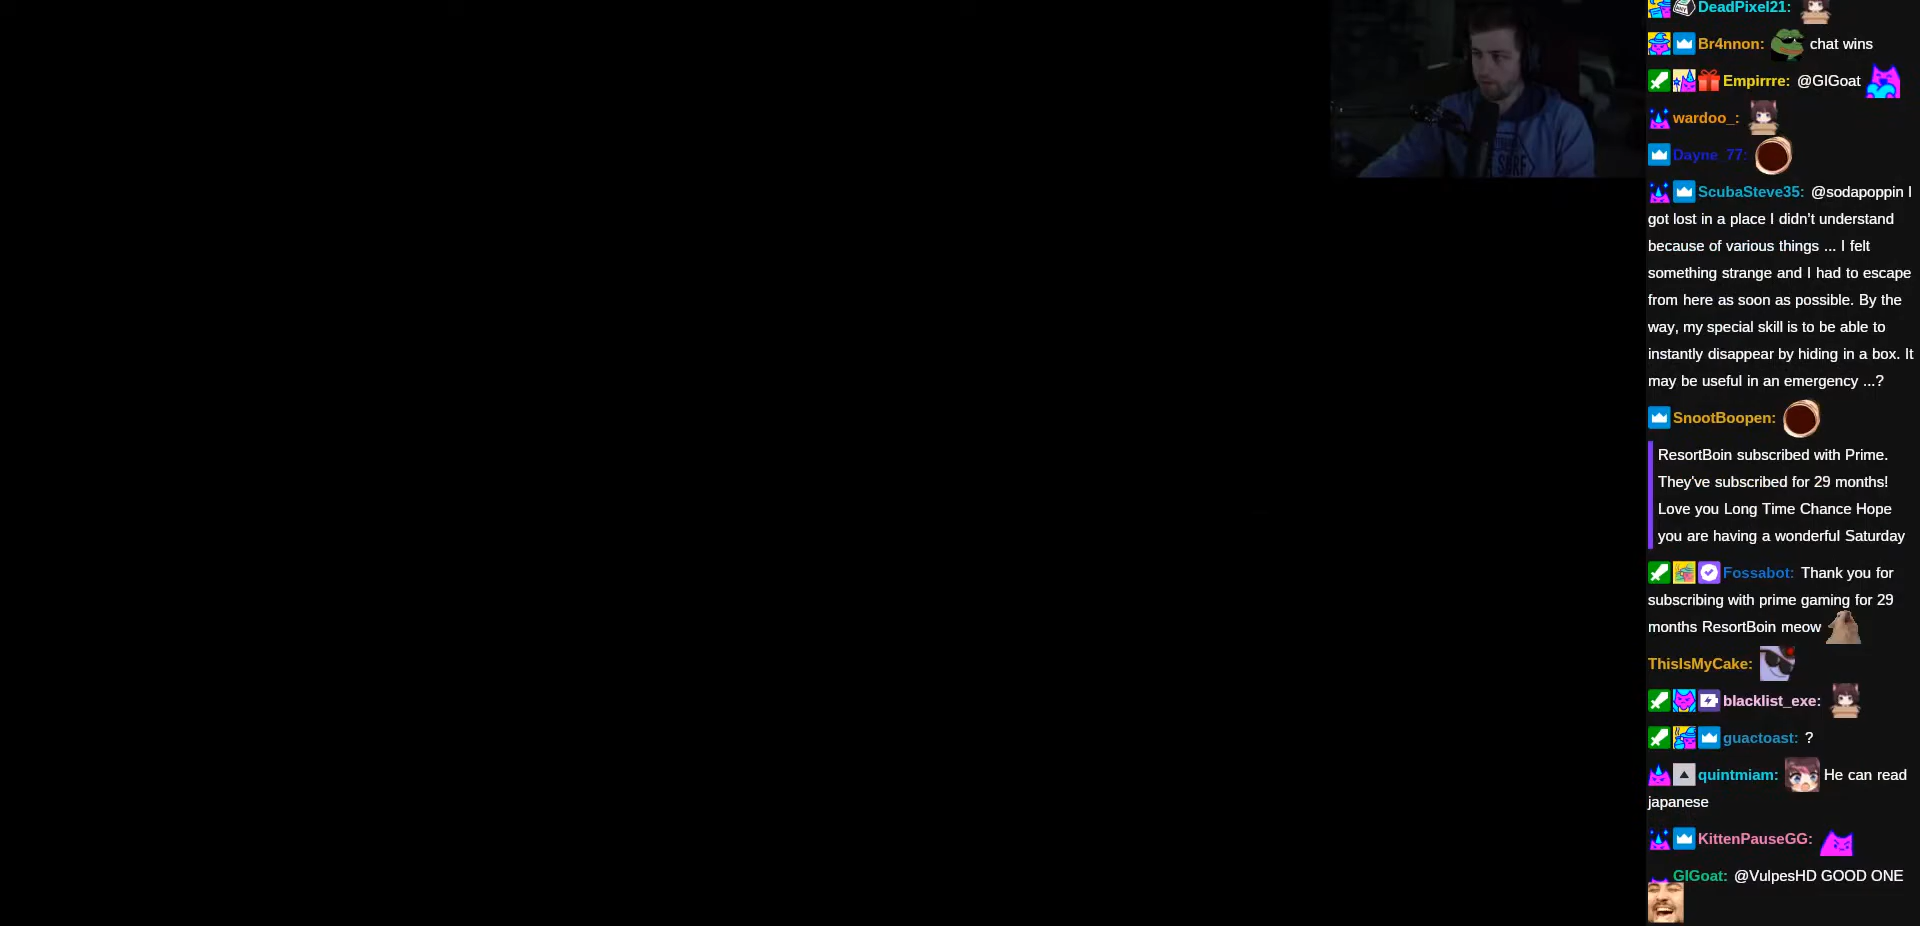 DeadPixel21:
Br4nnon: chat wins
Empirrre: @GIGoat
wardoo_:
Dayne_77:
ScubaSteve35: @sodapoppin I
got lost in a place I didn't understand
because of various things ... I felt
something strange and I had to escape
from here as soon as possible. By the
way, my special skill is to be able to
instantly disappear by hiding in a box. It
may be useful in an emergency ...?
SnootBoopen:
ResortBoin subscribed with Prime.
They've subscribed for 29 months!
Love you Long Time Chance Hope
you are having a wonderful Saturday
Fossabot: Thank you for
subscribing with prime gaming for 29
months ResortBoin meow
ThisIsMyCake:
blacklist_exe:
guactoast: ?
quintmiam: He can read
japanese
KittenPauseGG:
GIGoat: @VulpesHD GOOD ONE